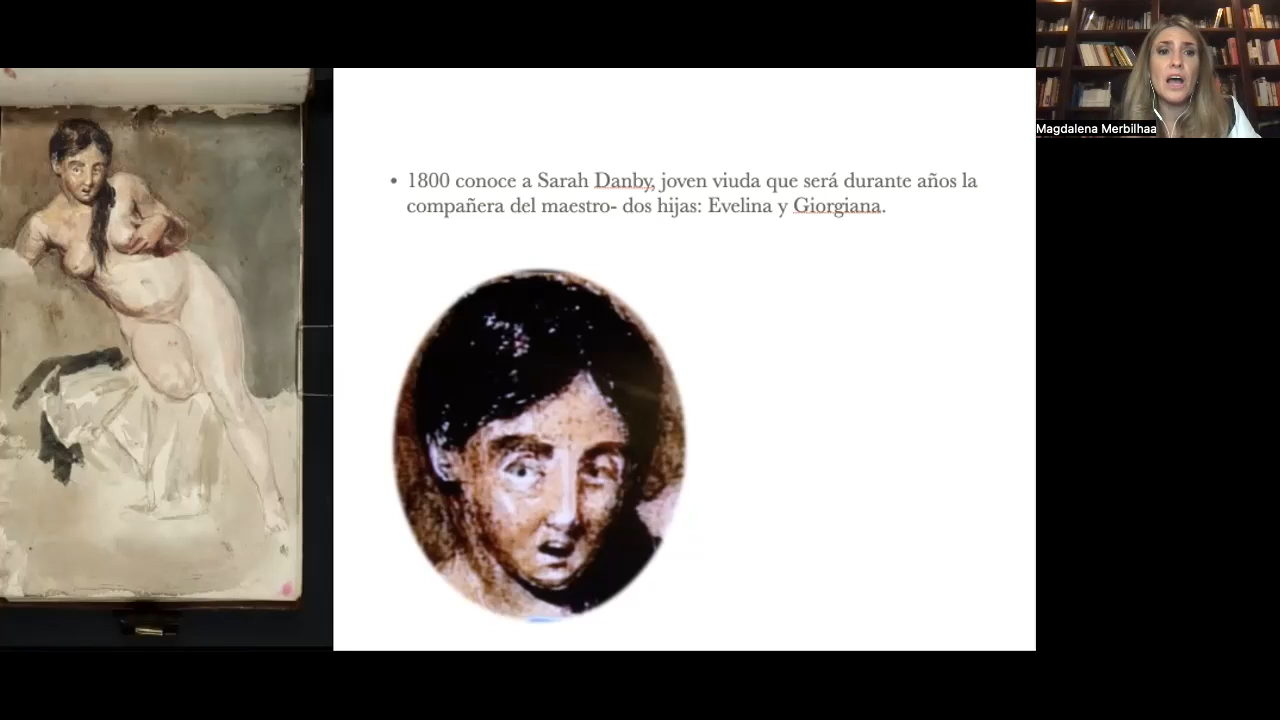 • 1800 conoce a Sarah Danby, joven viuda que será durante años la
compañera del maestro- dos hijas: Evelina y Giorgiana.
Magdalena Merbilhaa